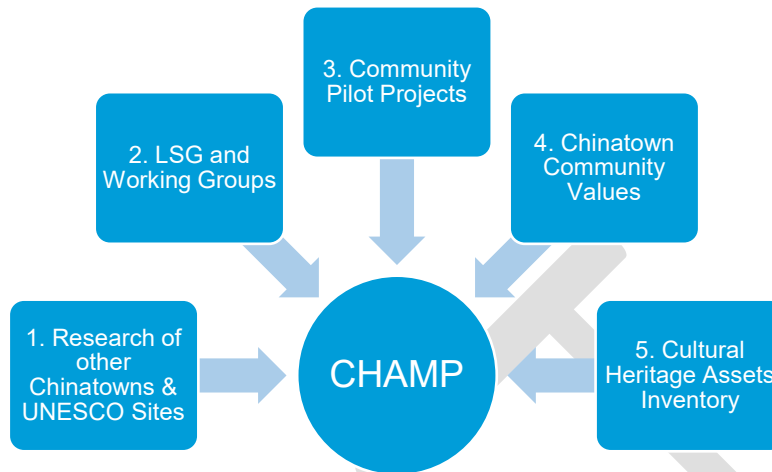 3. Community
Pilot Projects
2. LSG and
Working Groups
4. Chinatown
Community
Values
1. Research of
other
Chinatowns &
UNESCO Sites
CHAMP
5. Cultural
Heritage Assets
Inventory